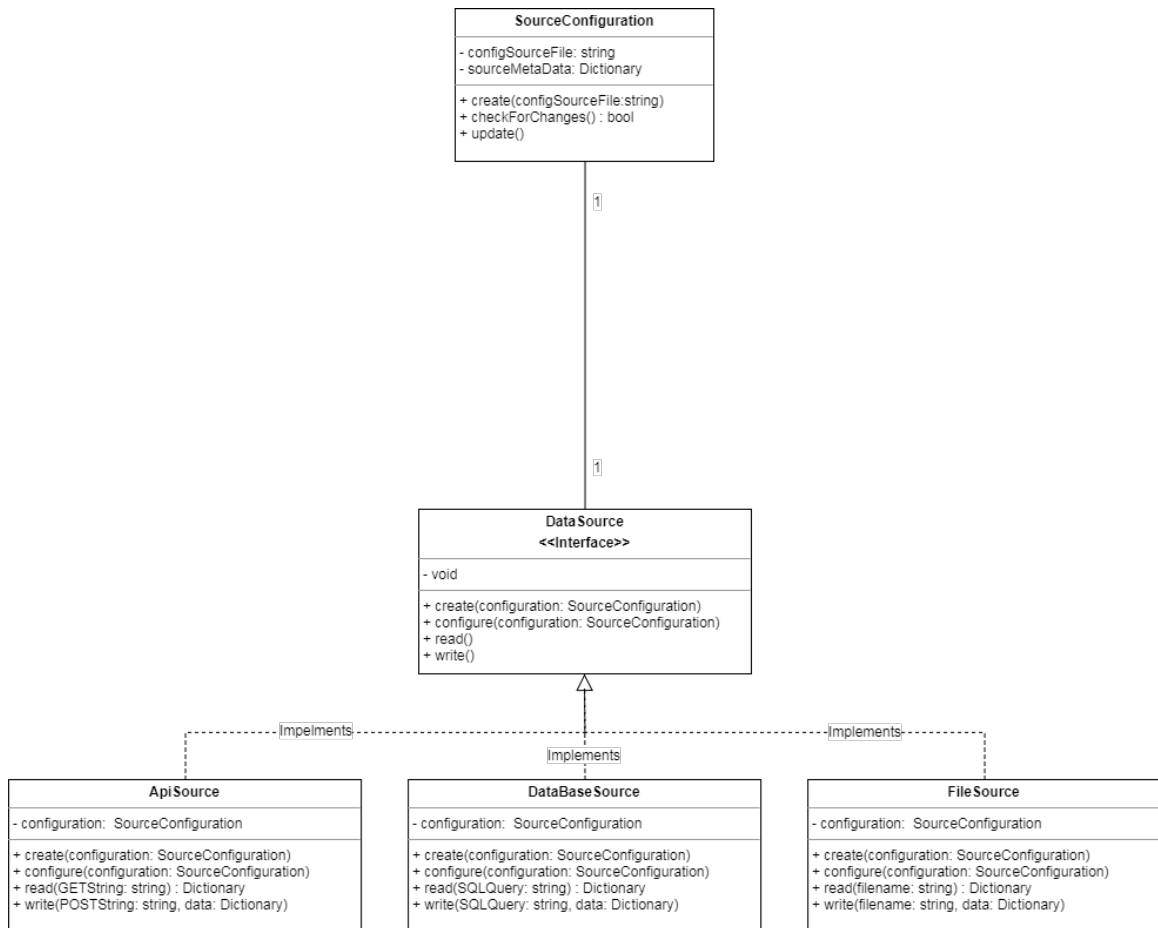 SourceConfiguration
- configSourceFile: string
- sourceMetaData: Dictionary
+ create(configSourceFile:string)
+ checkForChanges() : bool
+ update()
1
1
DataSource
<<Interface>>
- void
+ create(configuration: SourceConfiguration)
+ configure(configuration: SourceConfiguration)
+ read()
+ write()
Impelments
Implements
Implements
ApiSource
- configuration:  SourceConfiguration
+ create(configuration: SourceConfiguration)
+ configure(configuration: SourceConfiguration)
+ read(GETString: string) : Dictionary
+ write(POSTString: string, data: Dictionary)
DataBaseSource
- configuration:  SourceConfiguration
+ create(configuration: SourceConfiguration)
+ configure(configuration: SourceConfiguration)
+ read(SQLQuery: string) : Dictionary
+ write(SQLQuery: string, data: Dictionary)
FileSource
- configuration:  SourceConfiguration
+ create(configuration: SourceConfiguration)
+ configure(configuration: SourceConfiguration)
+ read(filename: string) : Dictionary
+ write(filename: string, data: Dictionary)